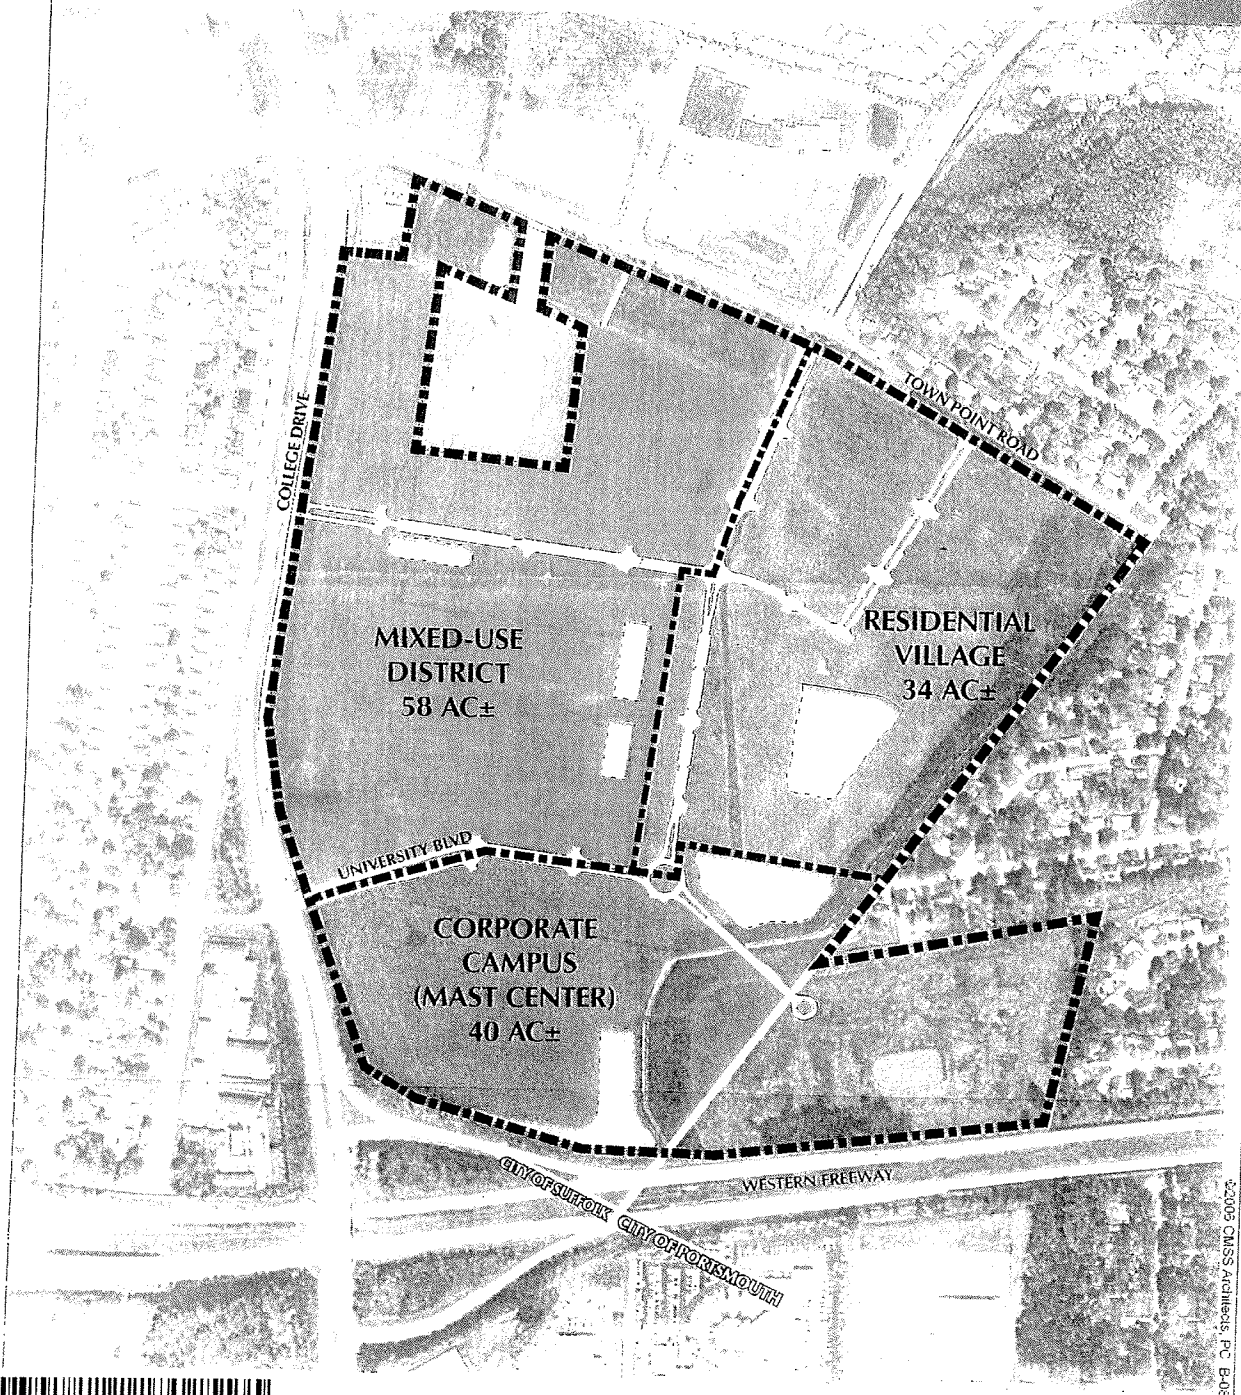 COLLEGE DRIVE
TOWN POINT ROAD
MIXED-USE
DISTRICT
58 AC±
RESIDENTIAL
VILLAGE
34 AC±
UNIVERSITY BLVD
CORPORATE
CAMPUS
(MAST CENTER)
40 AC±
WESTERN FREEWAY
CITY OF SUFFOLK
CITY OF PORTSMOUTH
©2005 CMSS Architects, PC